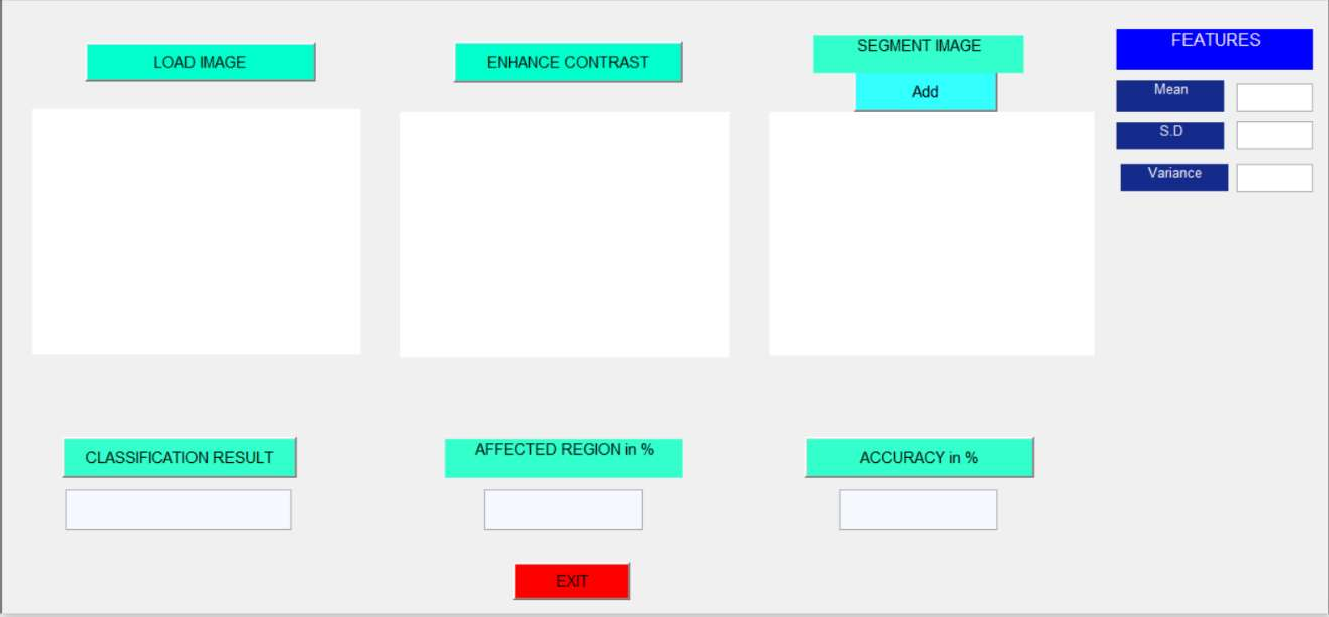 LOAD IMAGE
ENHANCE CONTRAST
SEGMENT IMAGE
Add
FEATURES
Mean
S.D
Variance
CLASSIFICATION RESULT
AFFECTED REGION in %
ACCURACY in %
EXIT